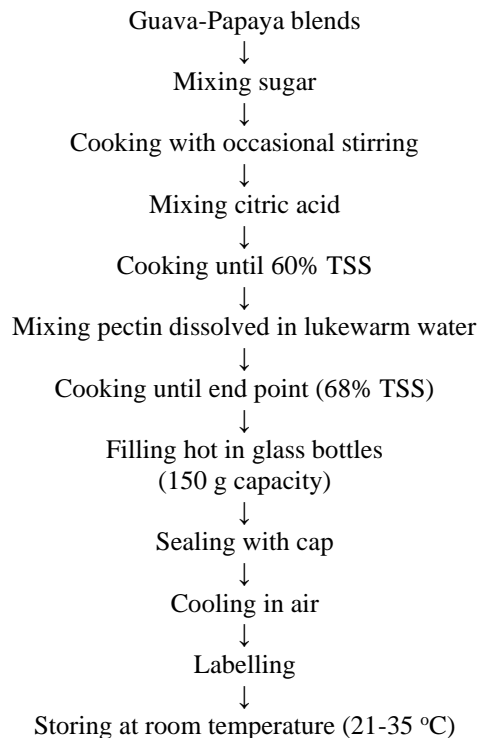 Guava-Papaya blends
↓
Mixing sugar
↓
Cooking with occasional stirring
↓
Mixing citric acid
↓
Cooking until 60% TSS
↓
Mixing pectin dissolved in lukewarm water
↓
Cooking until end point (68% TSS)
↓
Filling hot in glass bottles
(150 g capacity)
↓
Sealing with cap
↓
Cooling in air
↓
Labelling
↓
Storing at room temperature (21-35 °C)